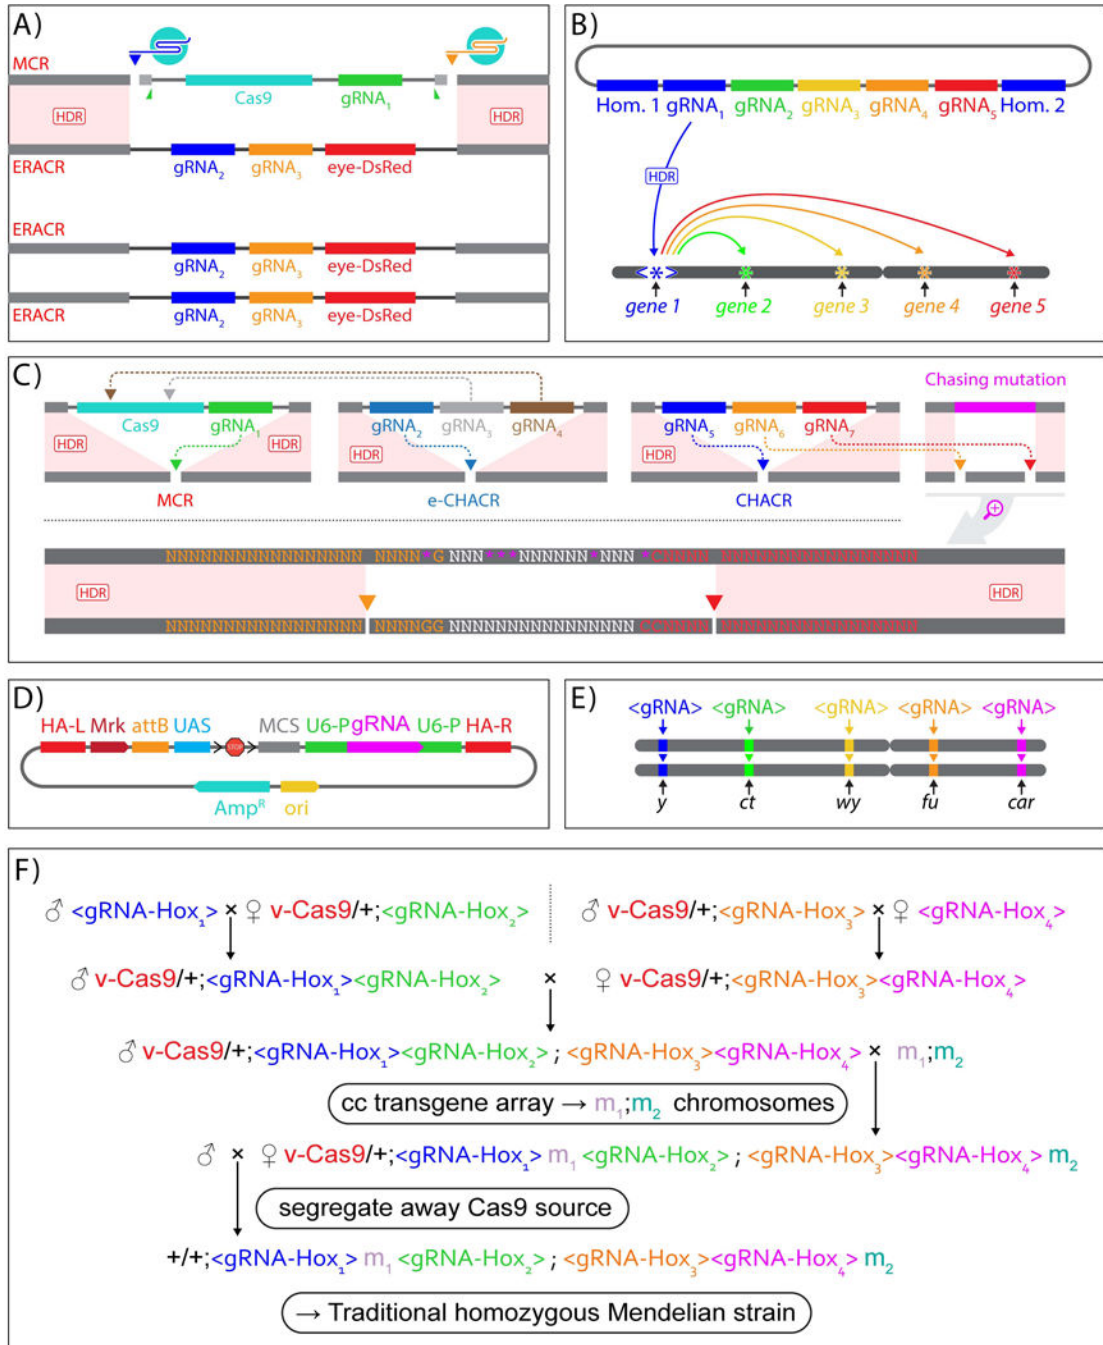 A)
MCR
Cas9 gRNA1
HDR HDR
ERACR gRNA2 gRNA3 eye-DsRed
ERACR
gRNA2 gRNA3 eye-DsRed
ERACR gRNA2 gRNA3 eye-DsRed
B)
Hom. 1 gRNA1 gRNA2 gRNA3 gRNA4 gRNA5 Hom. 2
HDR
< * > * * * *
gene 1 gene 2 gene 3 gene 4 gene 5
C)
Chasing mutation
Cas9 gRNA1 gRNA2 gRNA3 gRNA4 gRNA5 gRNA6 gRNA7
HDR HDR HDR HDR
MCR e-CHACR CHACR
NNNNNNNNNNNNNNNNN NNNN*G NNN***NNNNNN*NNN *CNNNN NNNNNNNNNNNNNNNNN
HDR HDR
NNNNNNNNNNNNNNNNN NNNNGG NNNNNNNNNNNNNNNN CCNNNN NNNNNNNNNNNNNNNNN
D)
HA-L Mrk attB UAS STOP MCS U6-P gRNA U6-P HA-R
AmpR ori
E)
<gRNA> <gRNA> <gRNA> <gRNA> <gRNA>
y ct wy fu car
F)
♂ <gRNA-Hox1> × ♀ v-Cas9/+;<gRNA-Hox2> ♂ v-Cas9/+;<gRNA-Hox3> × ♀ <gRNA-Hox4>
♂ v-Cas9/+;<gRNA-Hox1><gRNA-Hox2> × ♀ v-Cas9/+;<gRNA-Hox3><gRNA-Hox4>
♂ v-Cas9/+;<gRNA-Hox1><gRNA-Hox2> ; <gRNA-Hox3><gRNA-Hox4> × m1;m2
cc transgene array → m1;m2 chromosomes
♂ × ♀ v-Cas9/+;<gRNA-Hox1> m1 <gRNA-Hox2> ; <gRNA-Hox3><gRNA-Hox4> m2
segregate away Cas9 source
+/+;<gRNA-Hox1> m1 <gRNA-Hox2> ; <gRNA-Hox3><gRNA-Hox4> m2
→ Traditional homozygous Mendelian strain